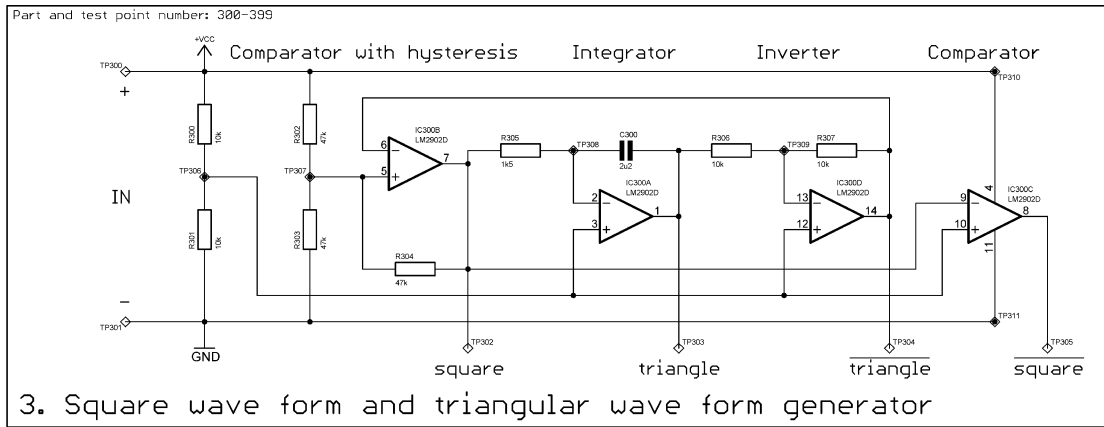 Part and test point number: 300-399
+VCC
Comparator with hysteresis Integrator Inverter Comparator
TP300
TP310
+
R300
10k
R302
47k
IC300B
LM2902D
6
7
5
R305
1k5
TP308
C300
2u2
R306
10k
TP309
R307
10k
TP306
TP307
IN
IC300A
LM2902D
2
1
3
IC300D
LM2902D
13
14
12
IC300C
LM2902D
4
9
8
10
11
R301
10k
R303
47k
R304
47k
-
TP301
TP311
GND
TP302
TP303
TP304
TP305
square
triangle
triangle
square
3. Square wave form and triangular wave form generator